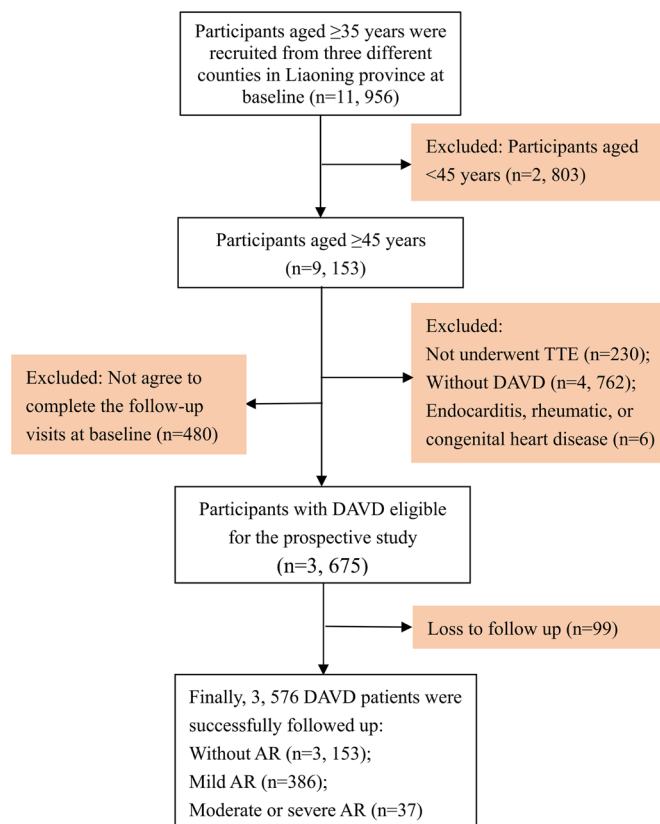 Participants aged ≥35 years were
recruited from three different
counties in Liaoning province at
baseline (n=11, 956)
Excluded: Participants aged
<45 years (n=2, 803)
Participants aged ≥45 years
(n=9, 153)
Excluded:
Not underwent TTE (n=230);
Without DAVD (n=4, 762);
Endocarditis, rheumatic, or
congenital heart disease (n=6)
Excluded: Not agree to
complete the follow-up
visits at baseline (n=480)
Participants with DAVD eligible
for the prospective study
(n=3, 675)
Loss to follow up (n=99)
Finally, 3, 576 DAVD patients were
successfully followed up:
Without AR (n=3, 153);
Mild AR (n=386);
Moderate or severe AR (n=37)